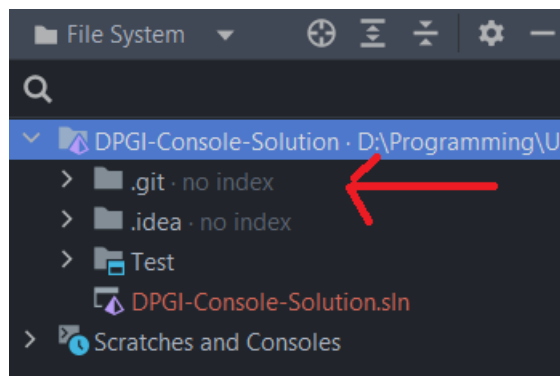 File System
DPGI-Console-Solution · D:\Programming\U
.git · no index
.idea · no index
Test
DPGI-Console-Solution.sln
Scratches and Consoles